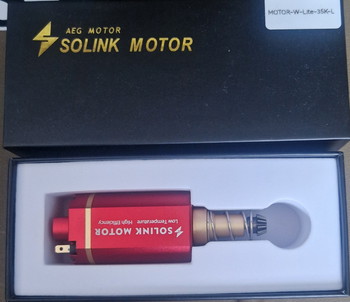 MOTOR-W-Lite-35K-L
AEG MOTOR
SOLINK MOTOR
SOLINK MOTOR
Low Temperature High Efficiency